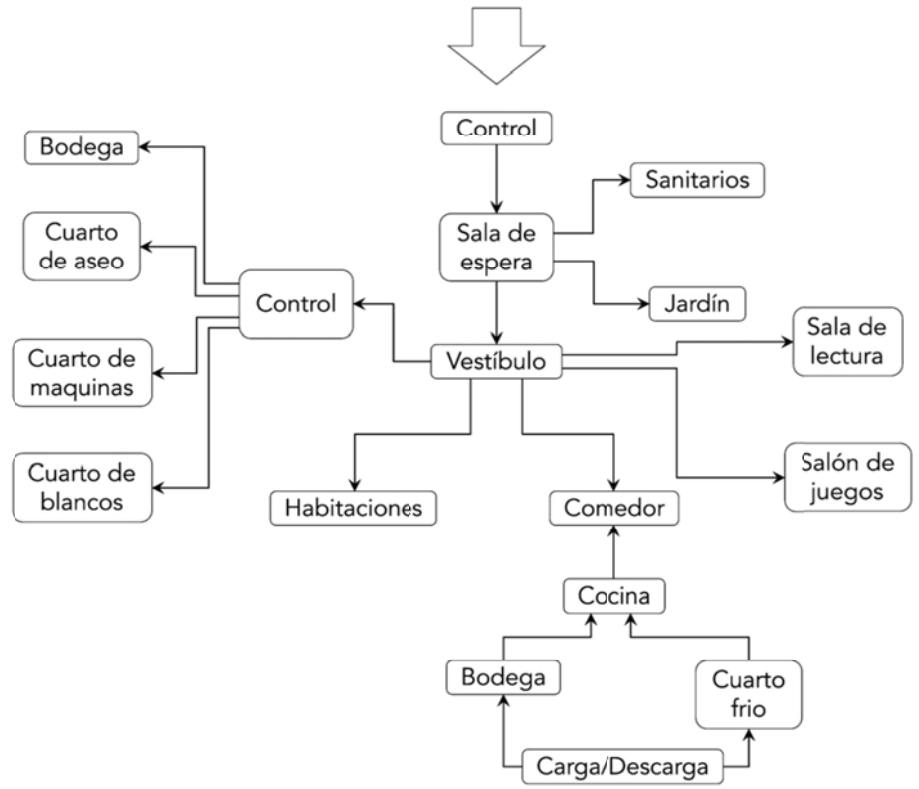 Control
Bodega
Sanitarios
Cuarto
de aseo
Sala de
espera
Control
Jardín
Sala de
lectura
Vestíbulo
Cuarto de
maquinas
Cuarto de
blancos
Salón de
juegos
Habitaciones
Comedor
Cocina
Bodega
Cuarto
frio
Carga/Descarga